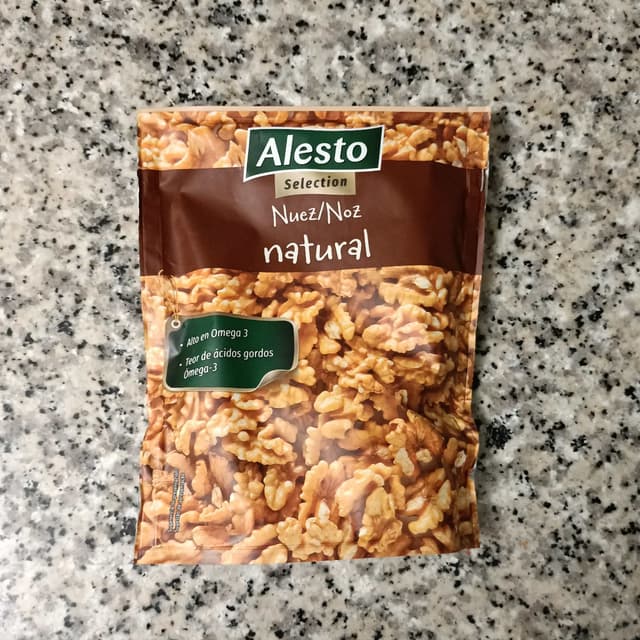 Alesto
Selection
Nuez/Noz
natural
• Alto en Omega 3
• Teor de ácidos gordos
Ómega-3